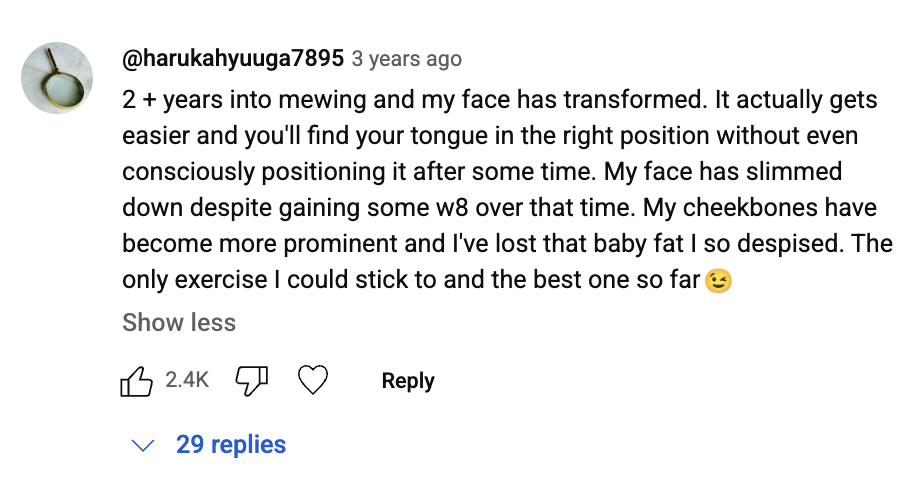 @harukahyuuga7895 3 years ago
2 + years into mewing and my face has transformed. It actually gets
easier and you'll find your tongue in the right position without even
consciously positioning it after some time. My face has slimmed
down despite gaining some w8 over that time. My cheekbones have
become more prominent and I've lost that baby fat I so despised. The
only exercise I could stick to and the best one so far😉
Show less
2.4K Reply
29 replies